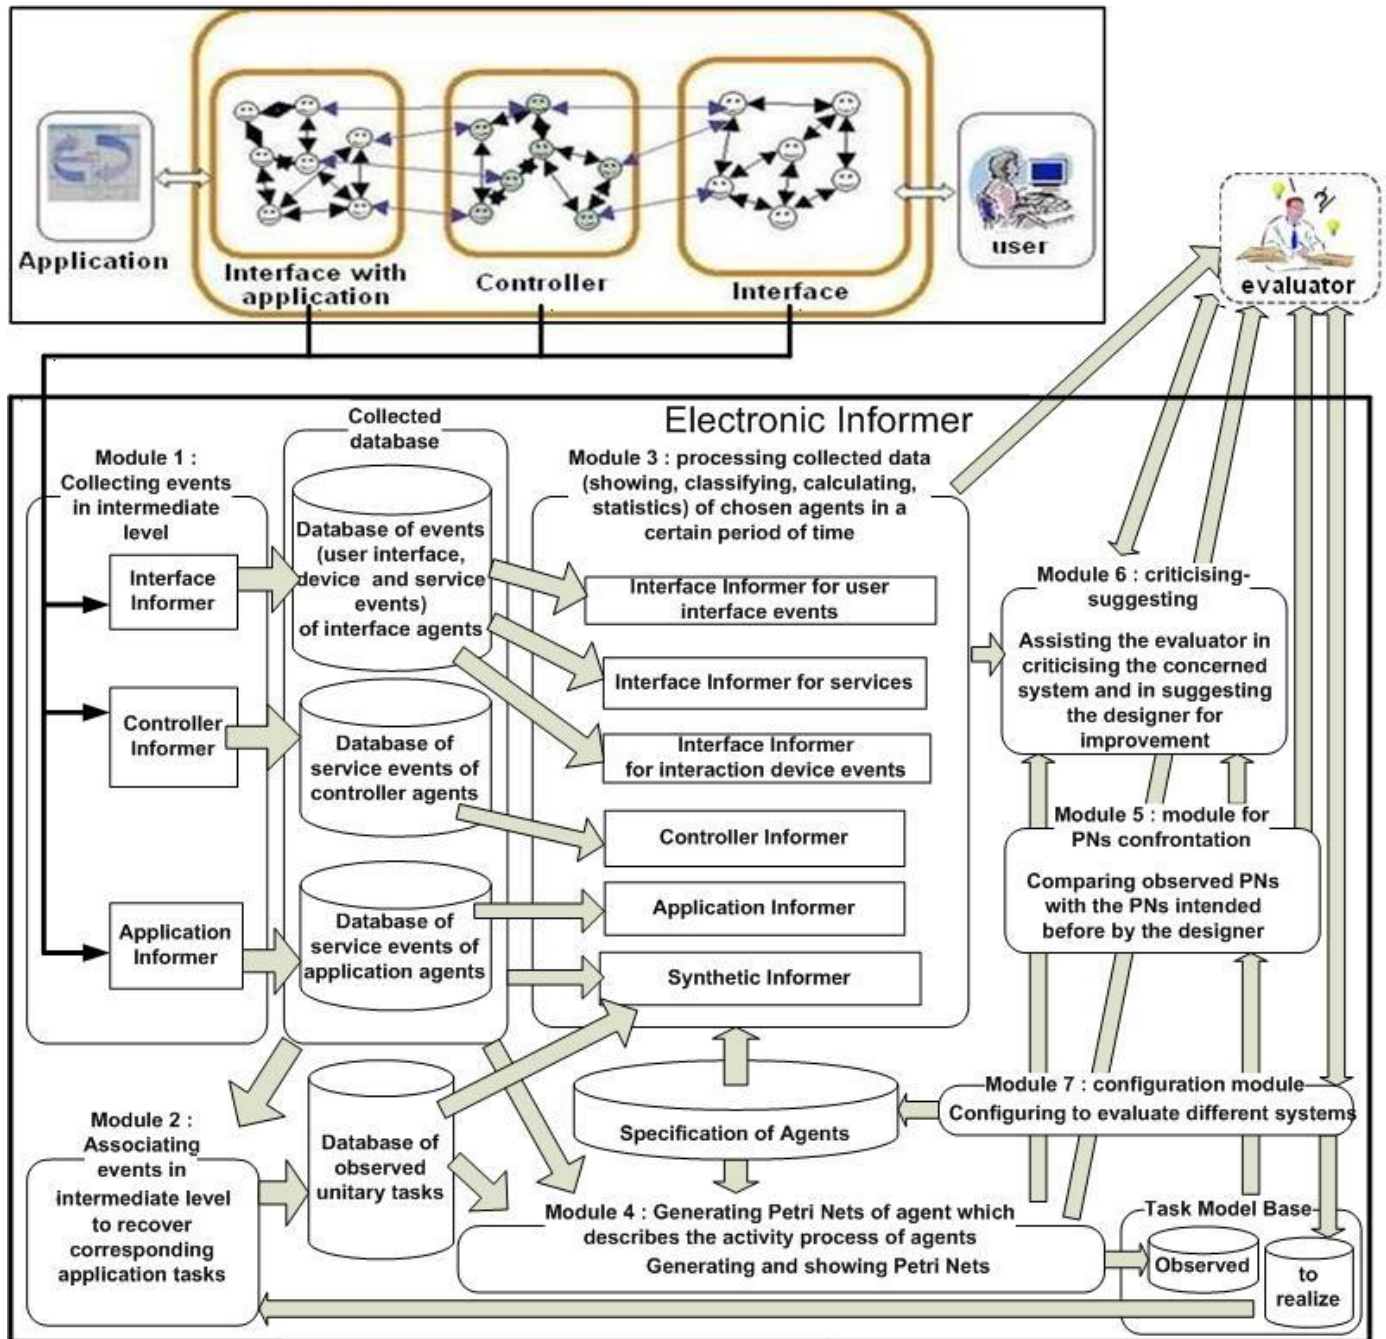 Application
Interface with
application
Controller
Interface
user
evaluator
Electronic Informer
Module 1 :
Collecting events
in intermediate
level
Interface
Informer
Controller
Informer
Application
Informer
Collected
database
Database of events
(user interface,
device and service
events)
of interface agents
Database of
service events of
controller agents
Database of
service events of
application agents
Module 3 : processing collected data
(showing, classifying, calculating,
statistics) of chosen agents in a
certain period of time
Interface Informer for user
interface events
Interface Informer for services
Interface Informer
for interaction device events
Controller Informer
Application Informer
Synthetic Informer
Module 6 : criticising-
suggesting
Assisting the evaluator in
criticising the concerned
system and in suggesting
the designer for
improvement
Module 5 : module for
PNs confrontation
Comparing observed PNs
with the PNs intended
before by the designer
Module 7 : configuration module
Configuring to evaluate different systems
Specification of Agents
Module 2 :
Associating
events in
intermediate level
to recover
corresponding
application tasks
Database of
observed
unitary tasks
Module 4 : Generating Petri Nets of agent which
describes the activity process of agents
Generating and showing Petri Nets
Task Model Base
Observed
to
realize